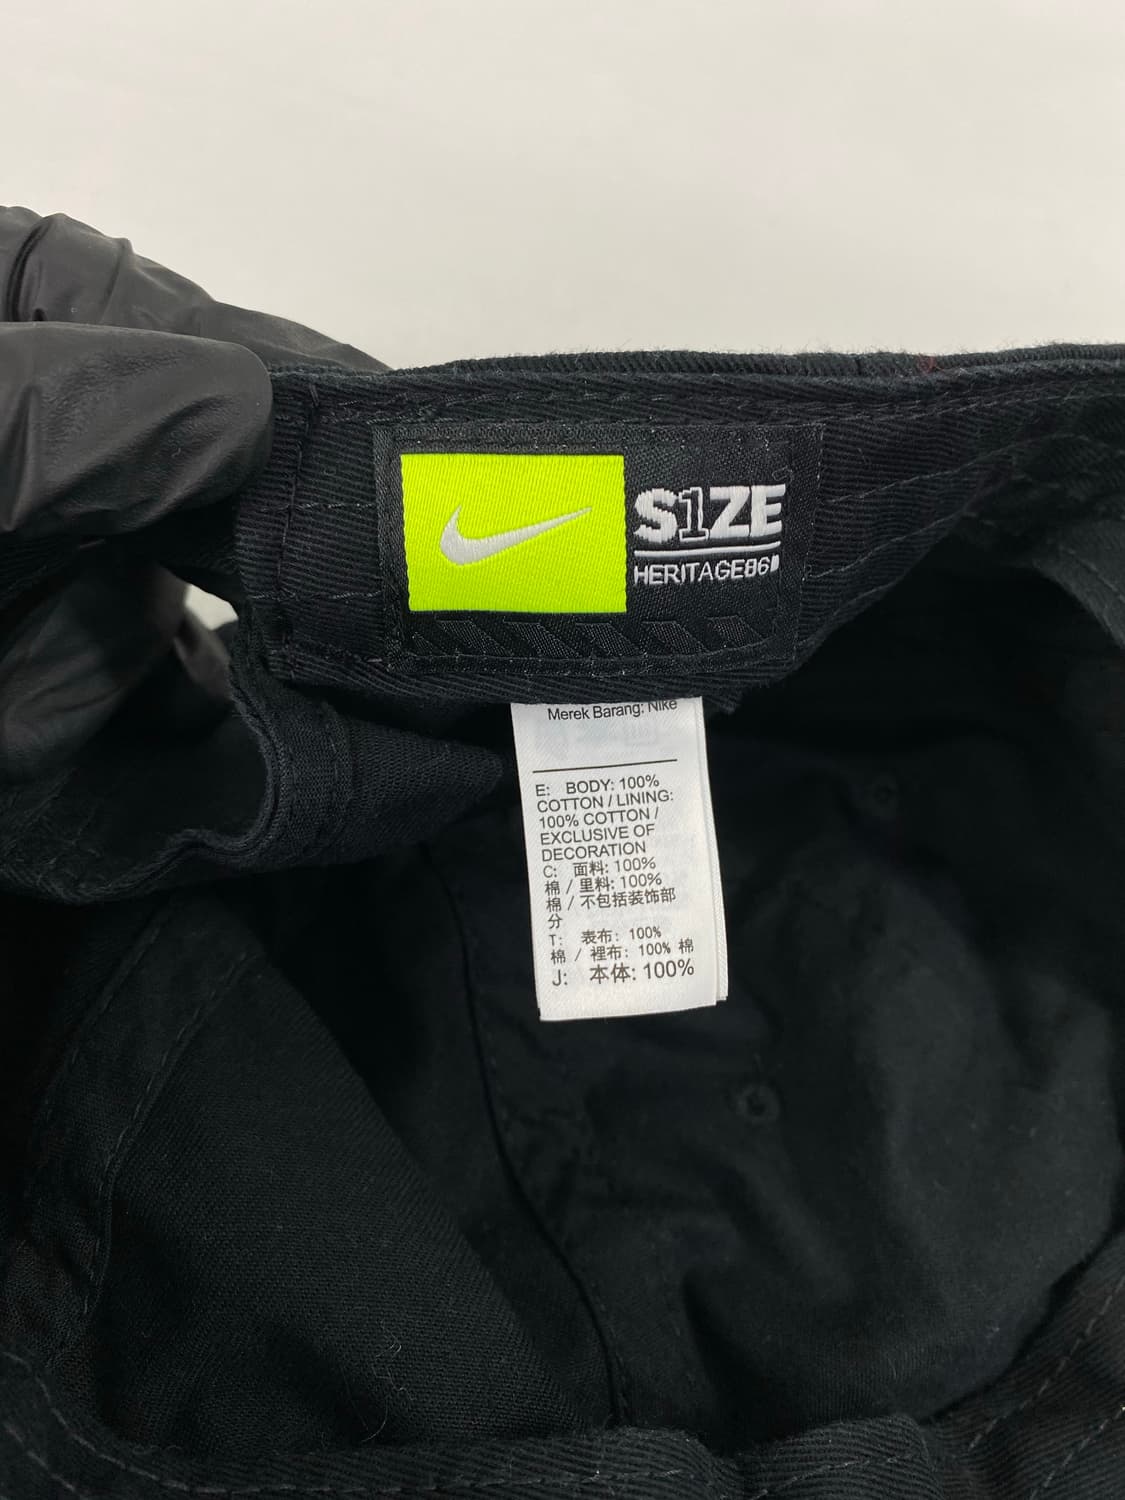 S1ZE
HERITAGE86
Merek Barang: Nike
E: BODY: 100%
COTTON / LINING:
100% COTTON /
EXCLUSIVE OF
DECORATION
C: 面料: 100%
棉 / 里料: 100%
棉 / 不包括装饰部
分
T: 表布: 100%
棉 / 裡布: 100% 棉
J: 本体: 100%